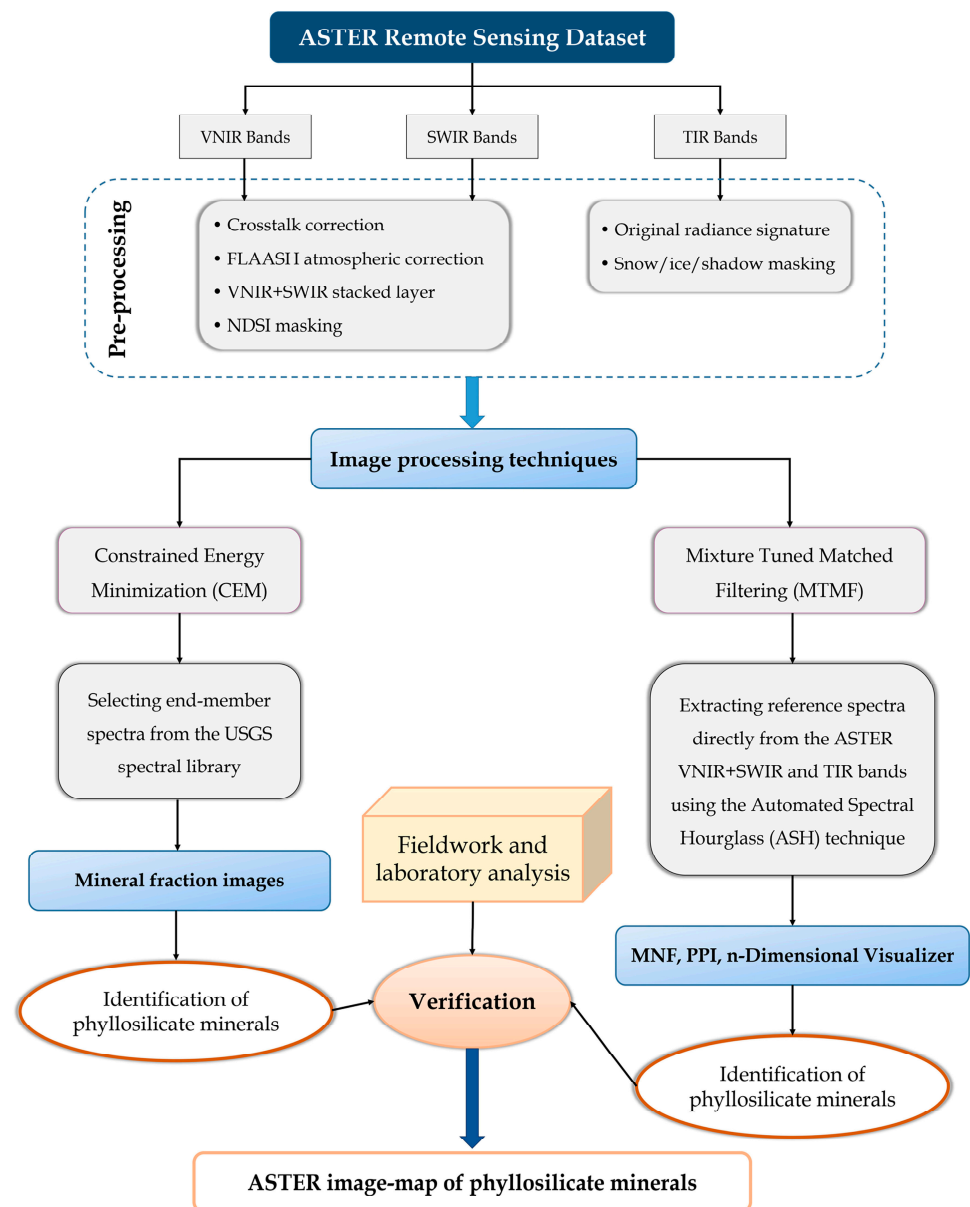 ASTER Remote Sensing Dataset
VNIR Bands
SWIR Bands
TIR Bands
Pre-processing
• Crosstalk correction
• FLAASH atmospheric correction
• VNIR+SWIR stacked layer
• NDSI masking
• Original radiance signature
• Snow/ice/shadow masking
Image processing techniques
Constrained Energy
Minimization (CEM)
Selecting end-member
spectra from the USGS
spectral library
Mineral fraction images
Identification of
phyllosilicate minerals
Fieldwork and
laboratory analysis
Verification
Mixture Tuned Matched
Filtering (MTMF)
Extracting reference spectra
directly from the ASTER
VNIR+SWIR and TIR bands
using the Automated Spectral
Hourglass (ASH) technique
MNF, PPI, n-Dimensional Visualizer
Identification of
phyllosilicate minerals
ASTER image-map of phyllosilicate minerals